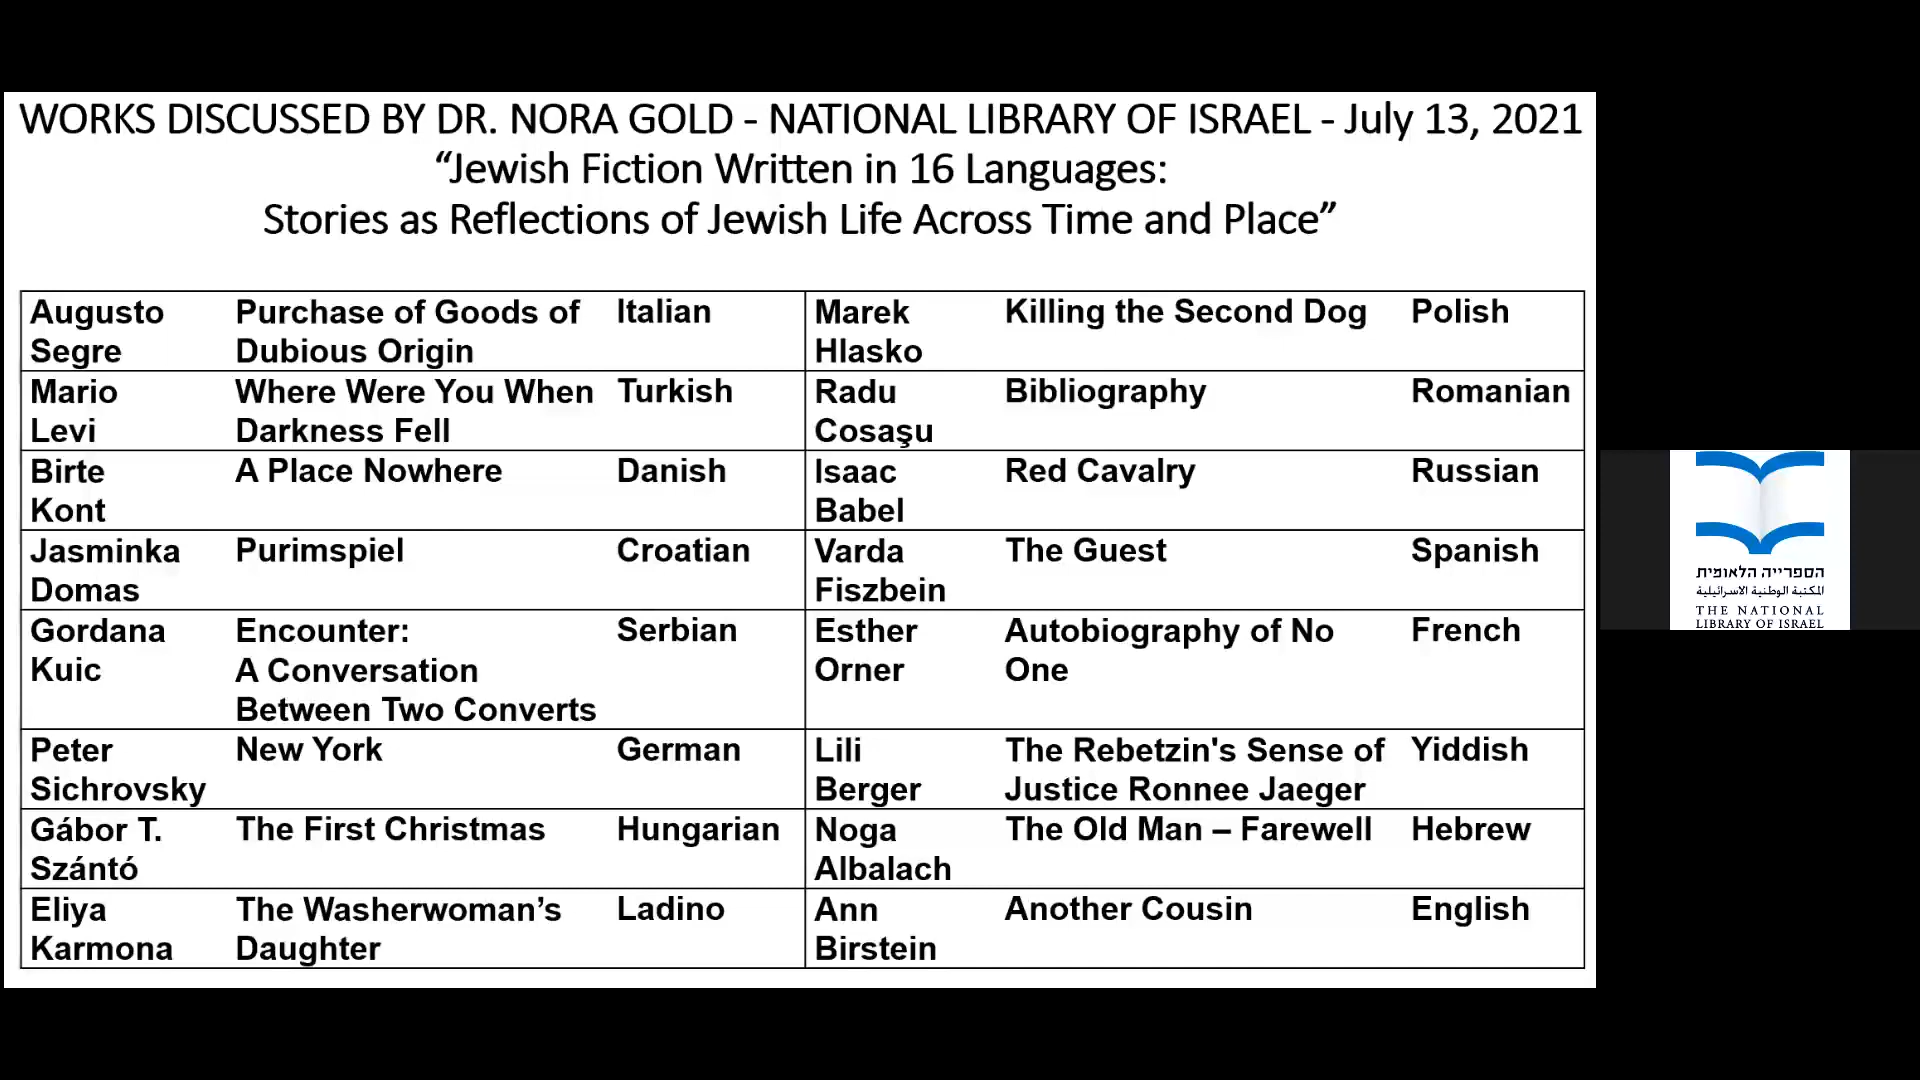 WORKS DISCUSSED BY DR. NORA GOLD - NATIONAL LIBRARY OF ISRAEL - July 13, 2021
“Jewish Fiction Written in 16 Languages:
Stories as Reflections of Jewish Life Across Time and Place”
Augusto Segre Purchase of Goods of Dubious Origin Italian
Marek Hlasko Killing the Second Dog Polish
Mario Levi Where Were You When Darkness Fell Turkish
Radu Cosaşu Bibliography Romanian
Birte Kont A Place Nowhere Danish
Isaac Babel Red Cavalry Russian
Jasminka Domas Purimspiel Croatian
Varda Fiszbein The Guest Spanish
Gordana Kuic Encounter: A Conversation Between Two Converts Serbian
Esther Orner Autobiography of No One French
Peter Sichrovsky New York German
Lili Berger The Rebetzin's Sense of Justice Ronnee Jaeger Yiddish
Gábor T. Szántó The First Christmas Hungarian
Noga Albalach The Old Man – Farewell Hebrew
Eliya Karmona The Washerwoman’s Daughter Ladino
Ann Birstein Another Cousin English
הספרייה הלאומית
المكتبة الوطنية الاسرائيلية
THE NATIONAL
LIBRARY OF ISRAEL